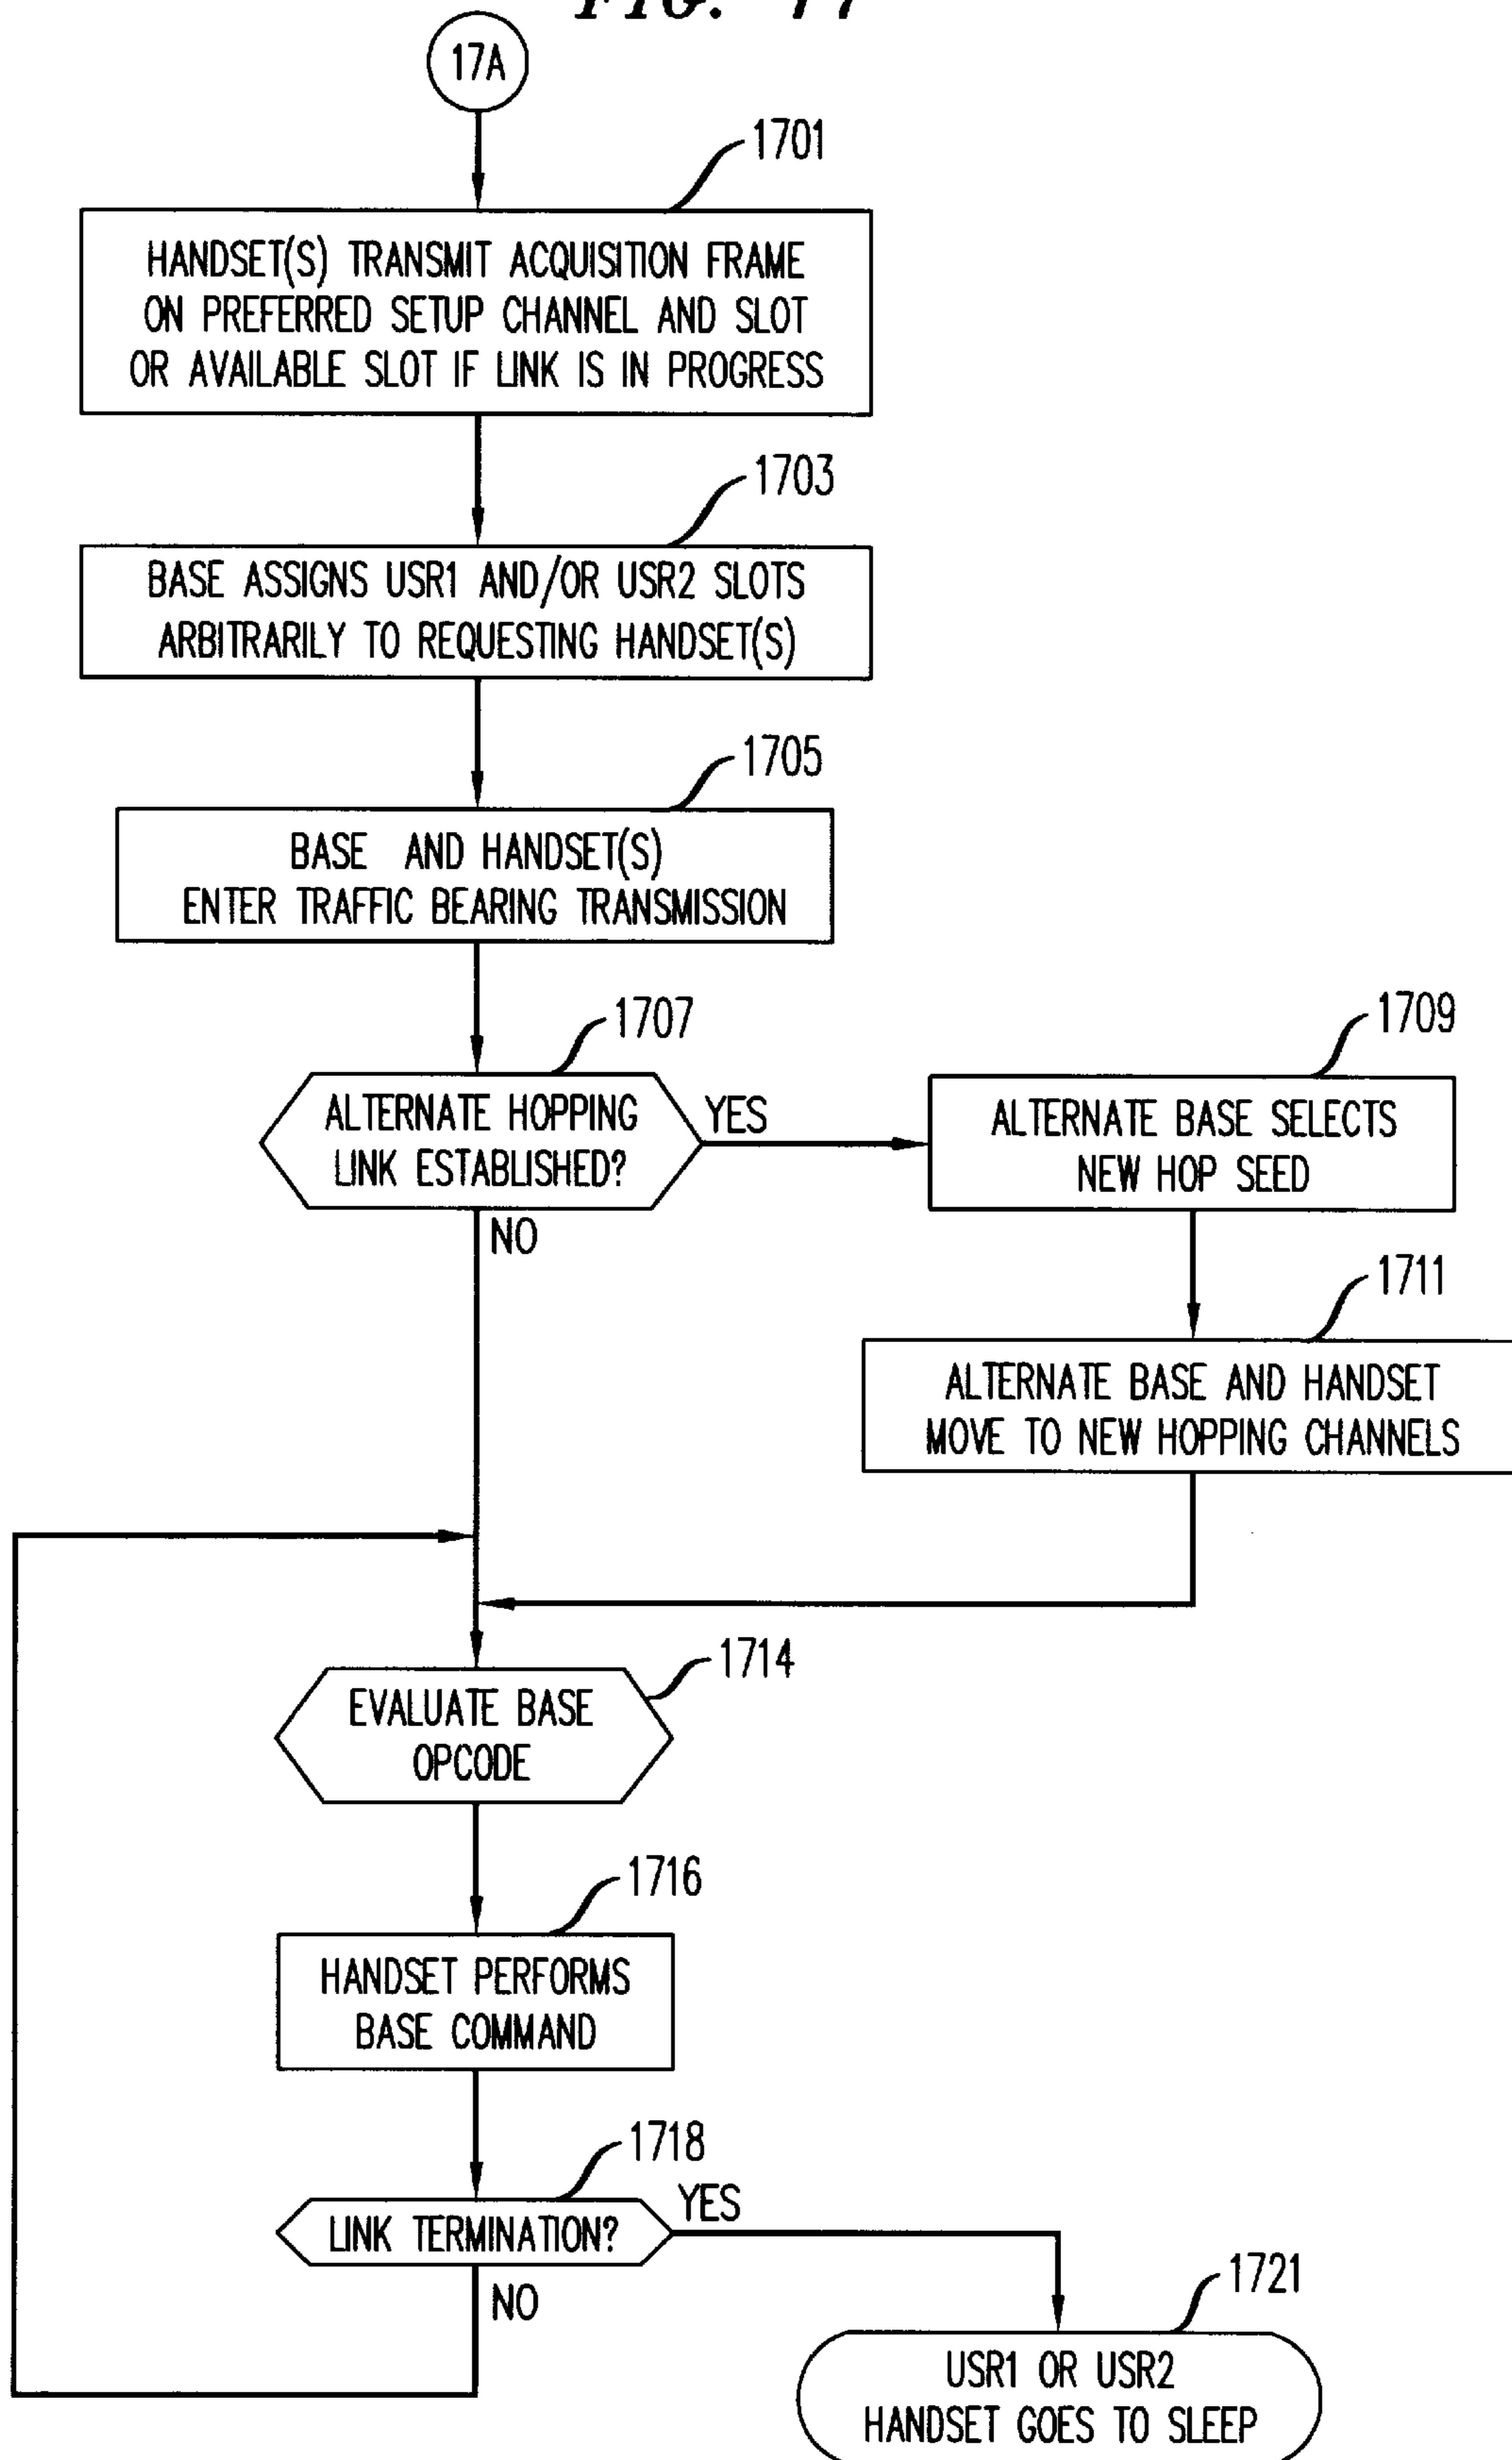 FIG. 17
17A
1701
HANDSET(S) TRANSMIT ACQUISITION FRAME
ON PREFERRED SETUP CHANNEL AND SLOT
OR AVAILABLE SLOT IF LINK IS IN PROGRESS
1703
BASE ASSIGNS USR1 AND/OR USR2 SLOTS
ARBITRARILY TO REQUESTING HANDSET(S)
1705
BASE AND HANDSET(S)
ENTER TRAFFIC BEARING TRANSMISSION
1707
ALTERNATE HOPPING
LINK ESTABLISHED?
YES
NO
1709
ALTERNATE BASE SELECTS
NEW HOP SEED
1711
ALTERNATE BASE AND HANDSET
MOVE TO NEW HOPPING CHANNELS
1714
EVALUATE BASE
OPCODE
1716
HANDSET PERFORMS
BASE COMMAND
1718
LINK TERMINATION?
YES
NO
1721
USR1 OR USR2
HANDSET GOES TO SLEEP